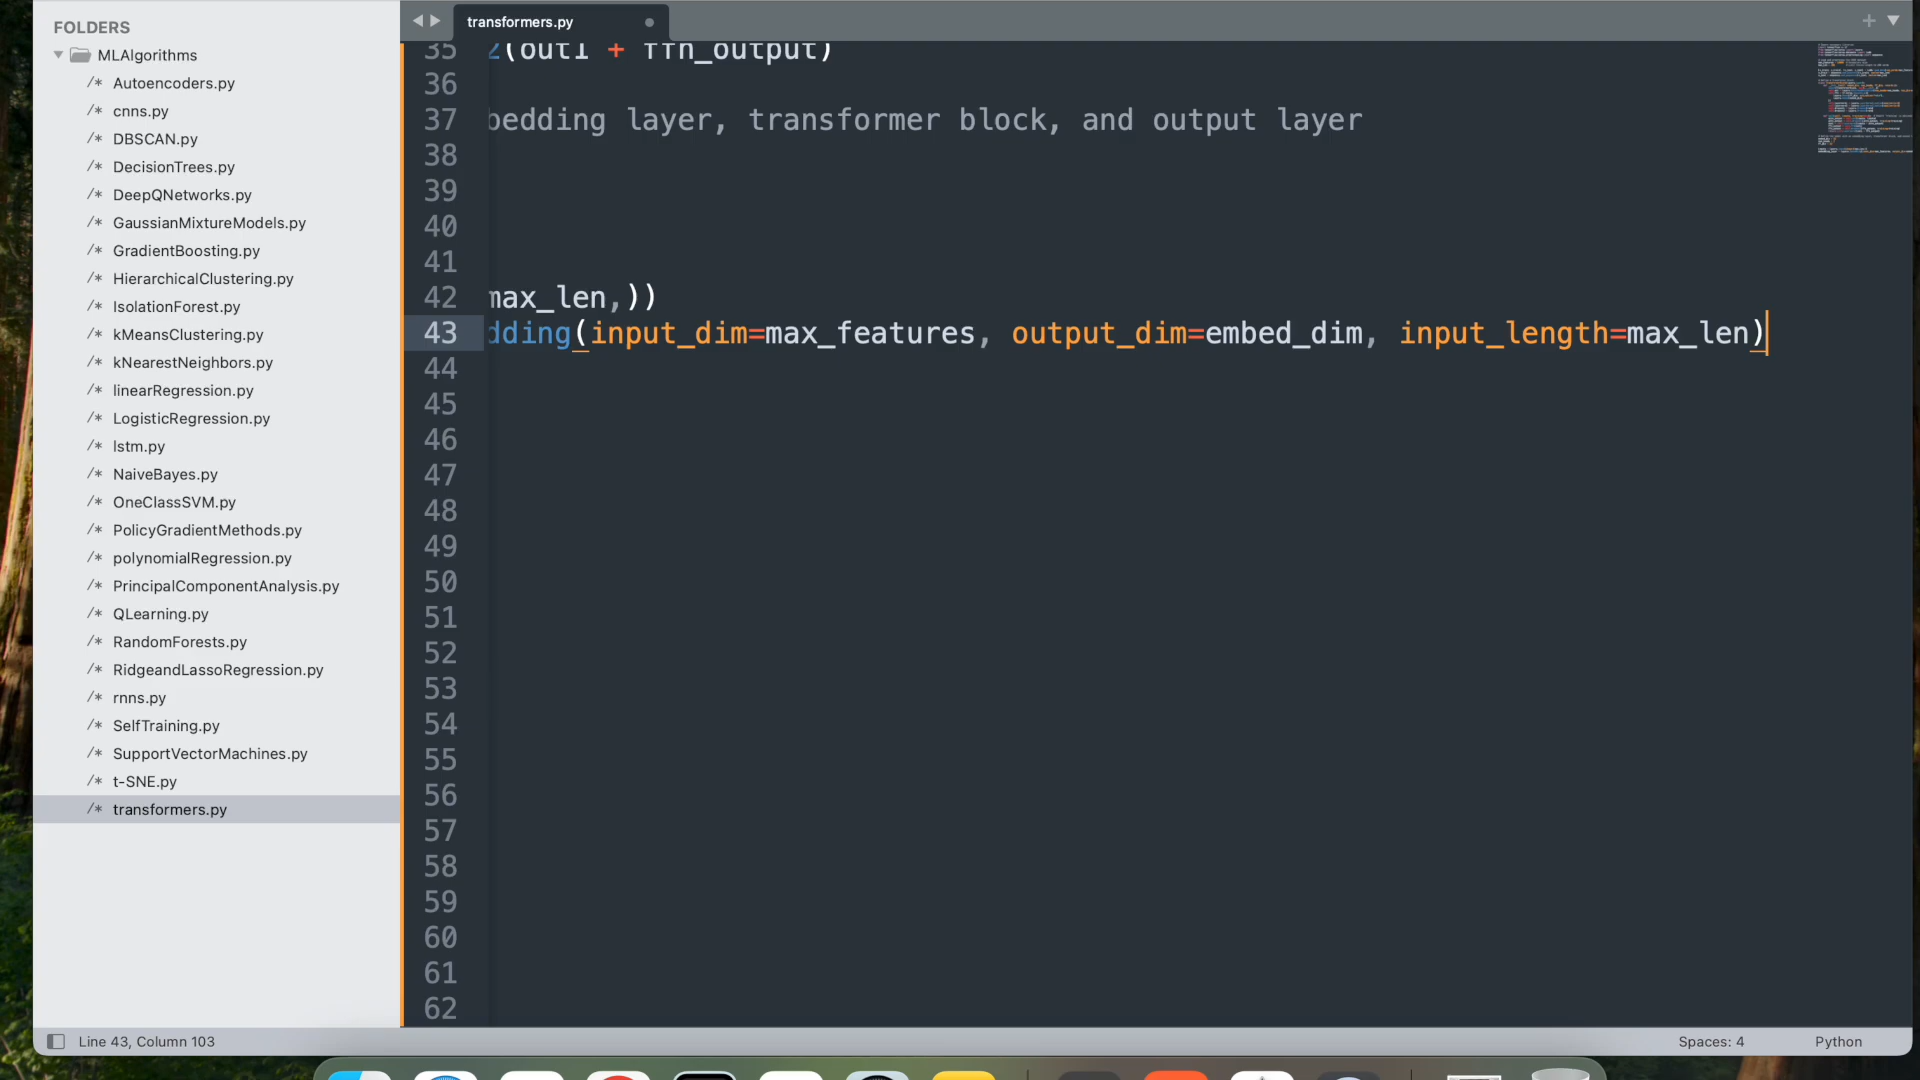 FOLDERS
MLAlgorithms
/* Autoencoders.py
/* cnns.py
/* DBSCAN.py
/* DecisionTrees.py
/* DeepQNetworks.py
/* GaussianMixtureModels.py
/* GradientBoosting.py
/* HierarchicalClustering.py
/* IsolationForest.py
/* kMeansClustering.py
/* kNearestNeighbors.py
/* linearRegression.py
/* LogisticRegression.py
/* lstm.py
/* NaiveBayes.py
/* OneClassSVM.py
/* PolicyGradientMethods.py
/* polynomialRegression.py
/* PrincipalComponentAnalysis.py
/* QLearning.py
/* RandomForests.py
/* RidgeandLassoRegression.py
/* rnns.py
/* SelfTraining.py
/* SupportVectorMachines.py
/* t-SNE.py
/* transformers.py
transformers.py
35 2(out1 + ffn_output)
36
37 bedding layer, transformer block, and output layer
38
39
40
41
42 max_len,))
43 dding(input_dim=max_features, output_dim=embed_dim, input_length=max_len)
44
45
46
47
48
49
50
51
52
53
54
55
56
57
58
59
60
61
62
Line 43, Column 103
Spaces: 4
Python